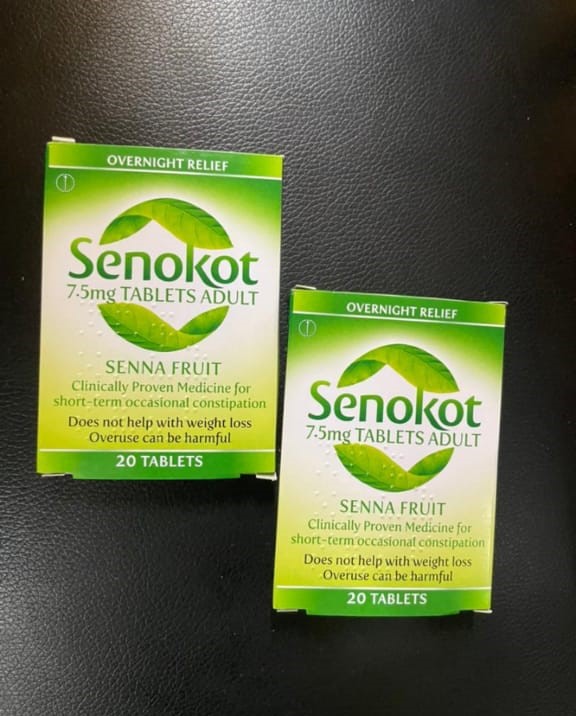 OVERNIGHT RELIEF
Senokot
7·5mg TABLETS ADULT
SENNA FRUIT
Clinically Proven Medicine for
short-term occasional constipation
Does not help with weight loss
Overuse can be harmful
20 TABLETS
OVERNIGHT RELIEF
Senokot
7·5mg TABLETS ADULT
SENNA FRUIT
Clinically Proven Medicine for
short-term occasional constipation
Does not help with weight loss
Overuse can be harmful
20 TABLETS